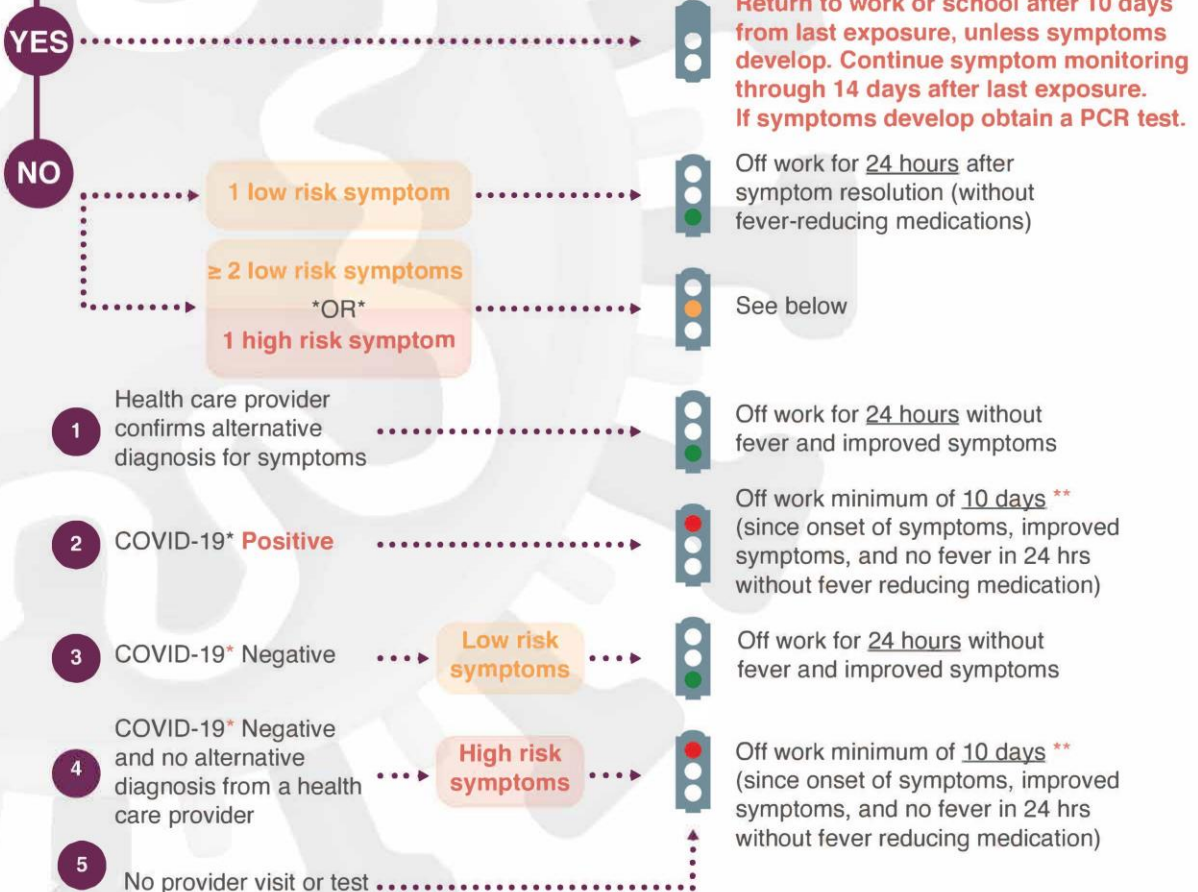 Return to work or school after 10 days
YES
from last exposure, unless symptoms
develop. Continue symptom monitoring
through 14 days after last exposure.
If symptoms develop obtain a PCR test.
NO
1 low risk symptom
Off work for 24 hours after
symptom resolution (without
fever-reducing medications)
≥ 2 low risk symptoms
*OR*
1 high risk symptom
See below
1
Health care provider
confirms alternative
diagnosis for symptoms
Off work for 24 hours without
fever and improved symptoms
2
COVID-19* Positive
Off work minimum of 10 days **
(since onset of symptoms, improved
symptoms, and no fever in 24 hrs
without fever reducing medication)
3
COVID-19* Negative
Low risk
symptoms
Off work for 24 hours without
fever and improved symptoms
4
COVID-19* Negative
and no alternative
diagnosis from a health
care provider
High risk
symptoms
Off work minimum of 10 days **
(since onset of symptoms, improved
symptoms, and no fever in 24 hrs
without fever reducing medication)
5
No provider visit or test